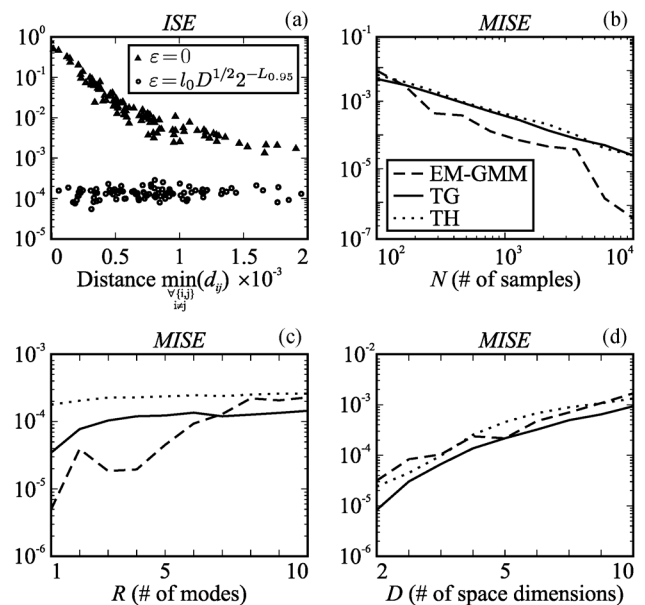 ISE (a)
10^0
10^-1
10^-2
10^-3
10^-4
10^-5
ε=0
ε=l_0D^{1/2}2^{-L_{0.95}}
0 0.5 1 1.5 2
Distance min(d_ij) ×10^-3
∀{i,j}
i≠j
MISE (b)
10^-1
10^-3
10^-5
10^-7
EM-GMM
TG
TH
10^2 10^3 10^4
N (# of samples)
MISE (c)
10^-3
10^-4
10^-5
10^-6
1 5 10
R (# of modes)
MISE (d)
10^-2
10^-3
10^-4
10^-5
10^-6
2 5 10
D (# of space dimensions)